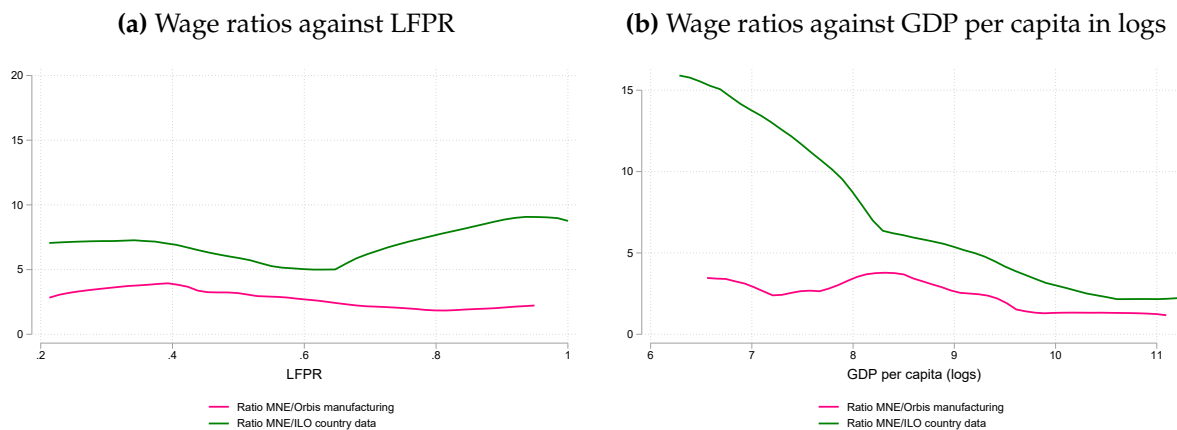 (a) Wage ratios against LFPR
20
15
10
5
0
.2 .4 .6 .8 1
LFPR
Ratio MNE/Orbis manufacturing
Ratio MNE/ILO country data
(b) Wage ratios against GDP per capita in logs
15
10
5
0
6 7 8 9 10 11
GDP per capita (logs)
Ratio MNE/Orbis manufacturing
Ratio MNE/ILO country data